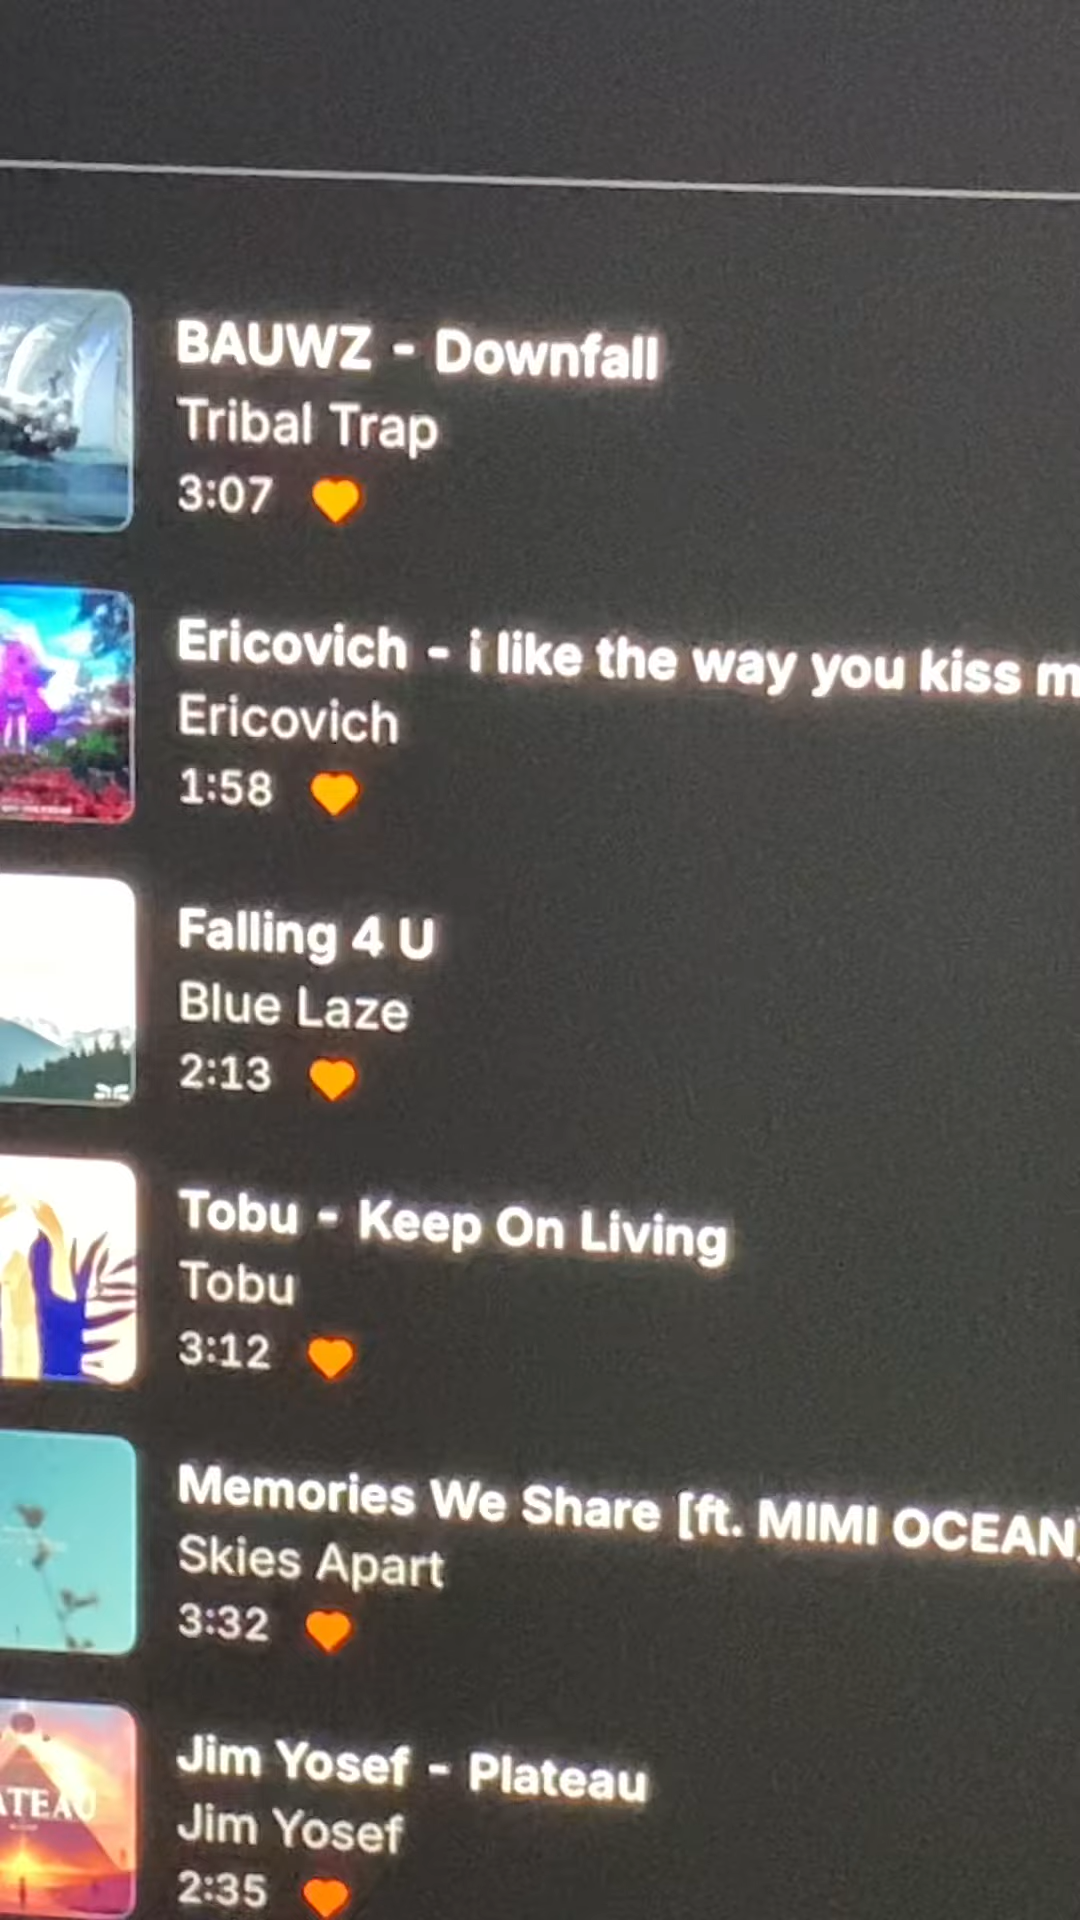 BAUWZ - Downfall
Tribal Trap
3:07
Ericovich - i like the way you kiss m
Ericovich
1:58
Falling 4 U
Blue Laze
2:13
Tobu - Keep On Living
Tobu
3:12
Memories We Share [ft. MIMI OCEAN]
Skies Apart
3:32
Jim Yosef - Plateau
ATEAU
Jim Yosef
2:35